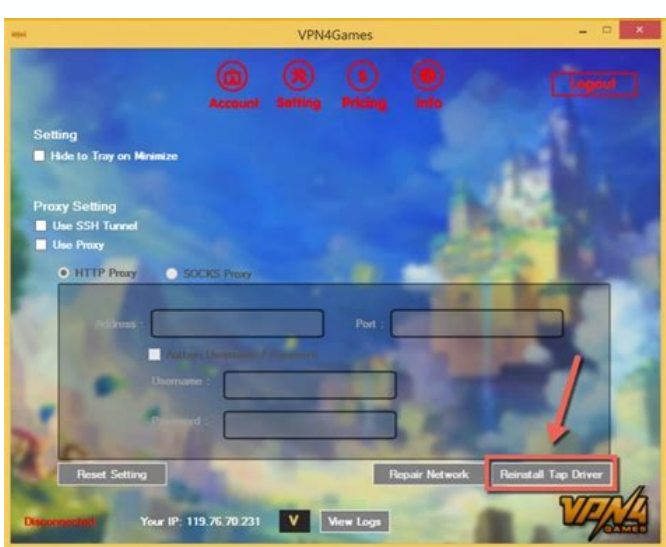 VPN4Games
Account Setting Pricing Info
Logout
Setting
Hide to Tray on Minimize
Proxy Setting
Use SSH Tunnel
Use Proxy
HTTP Proxy SOCKS Proxy
Address : Port :
Username :
Password :
Reset Setting Repair Network Reinstall Tap Driver
Disconnected Your IP: 119.76.70.231 V View Logs
VPN4
GAMES